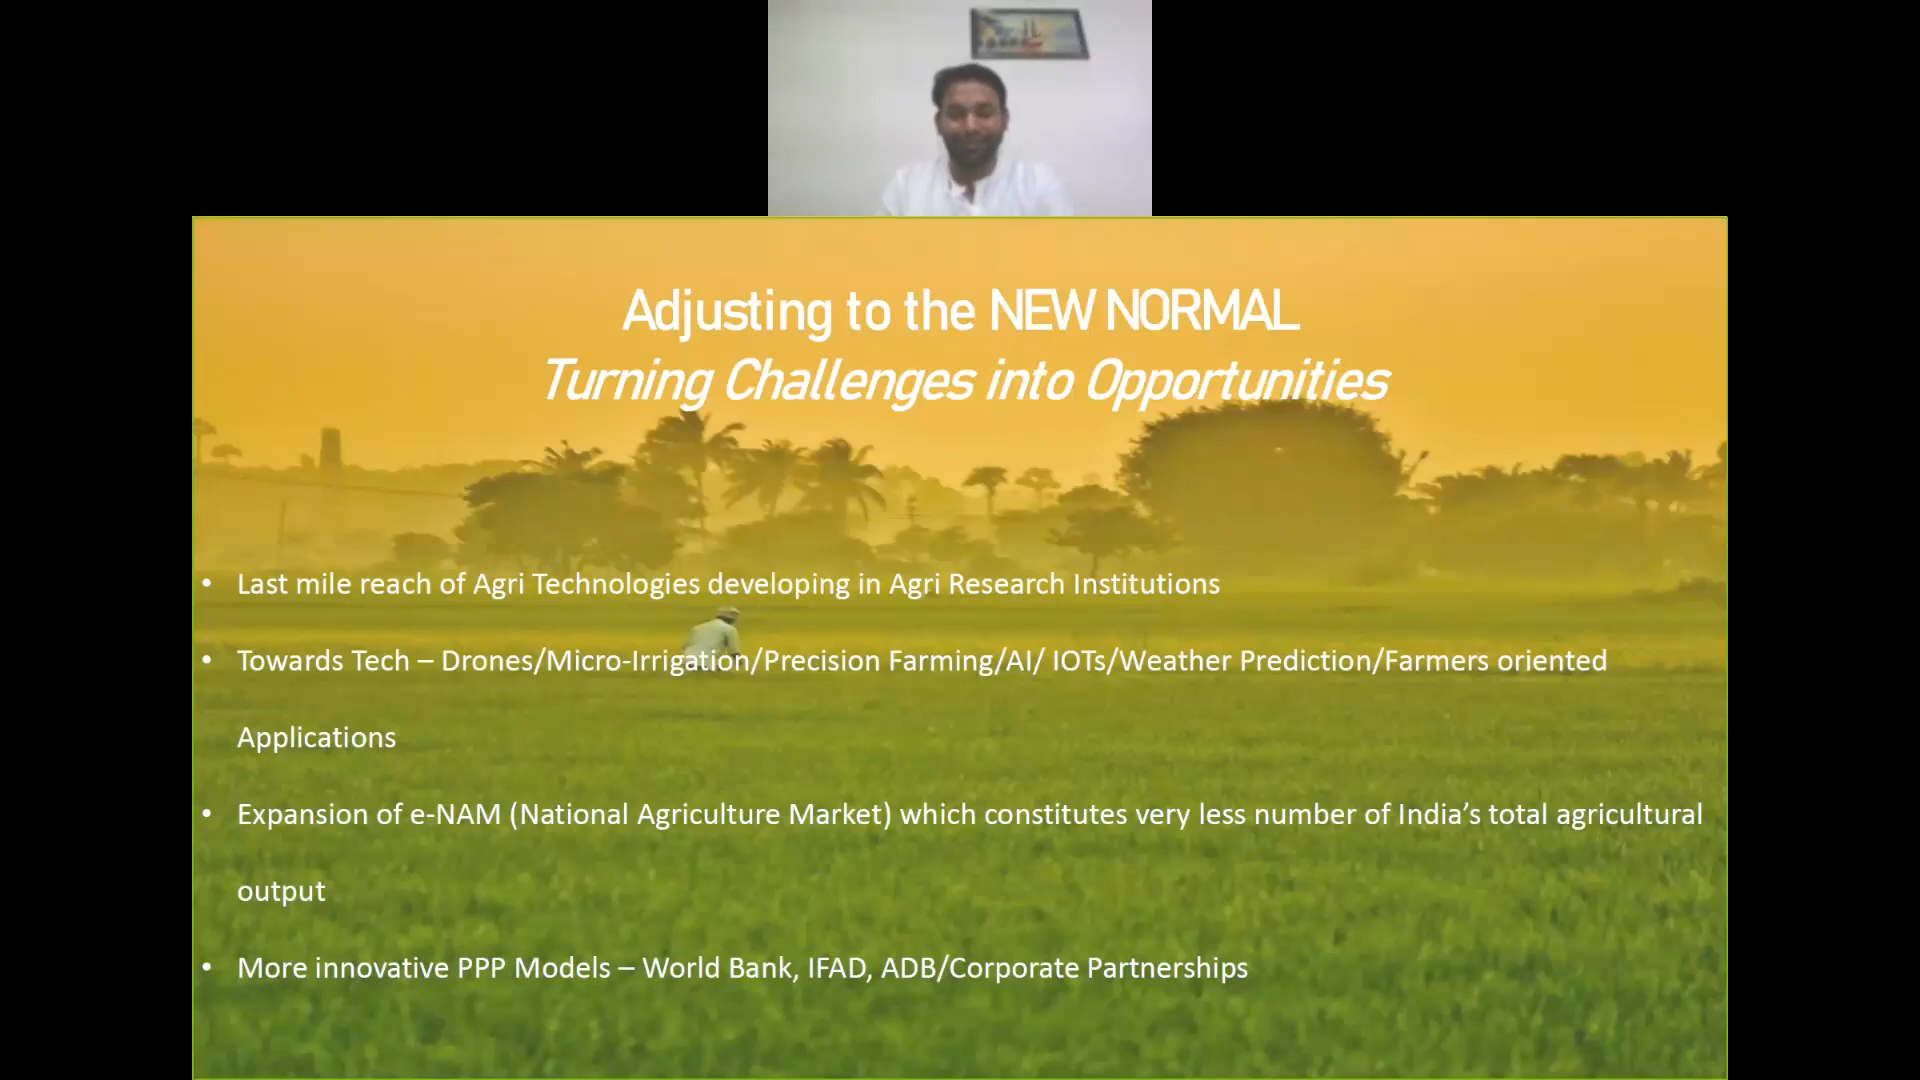 Adjusting to the NEW NORMAL
Turning Challenges into Opportunities
• Last mile reach of Agri Technologies developing in Agri Research Institutions
• Towards Tech – Drones/Micro-Irrigation/Precision Farming/AI/ IOTs/Weather Prediction/Farmers oriented
Applications
• Expansion of e-NAM (National Agriculture Market) which constitutes very less number of India’s total agricultural
output
• More innovative PPP Models – World Bank, IFAD, ADB/Corporate Partnerships